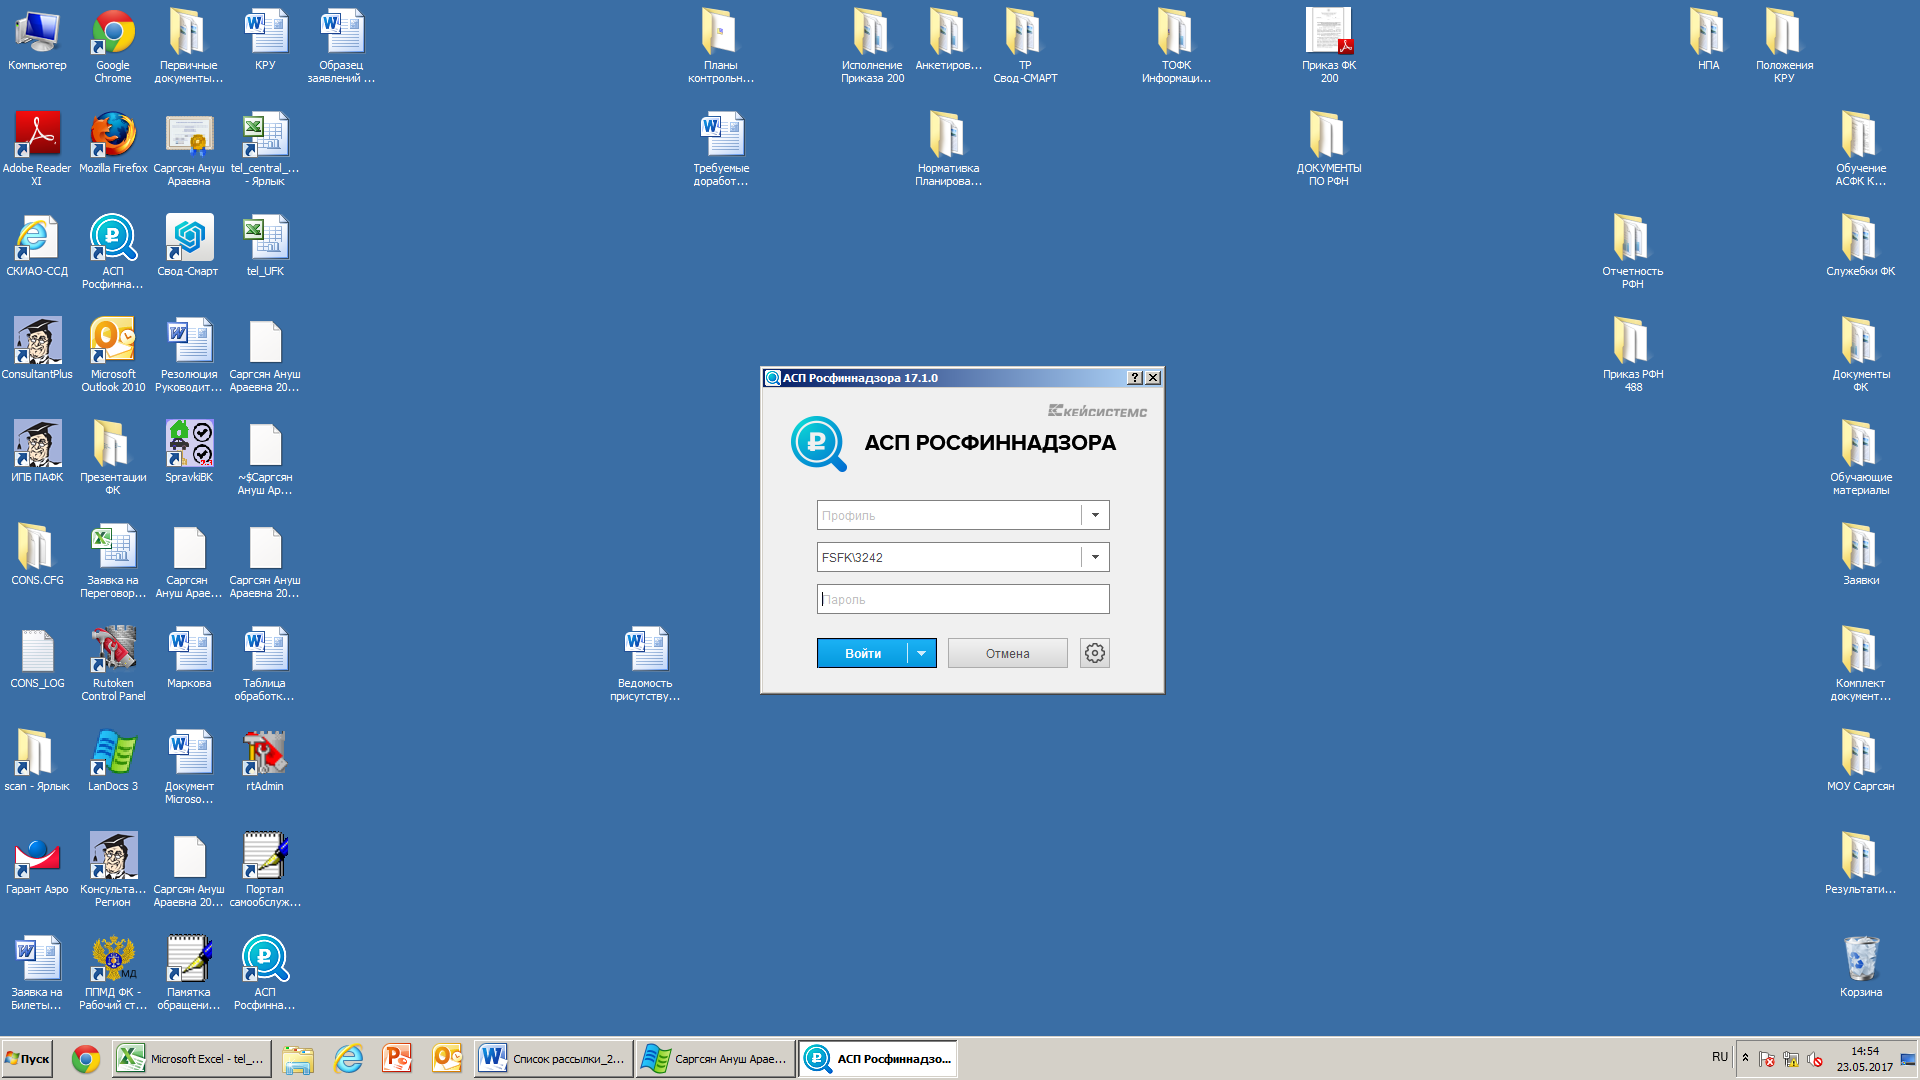 Компьютер
Google
Chrome
Первичные
документы...
КРУ
Образец
заявлений ...
Планы
контрольн...
Исполнение
Приказа 200
Анкетиров...
ТР
Свод-СМАРТ
ТОФК
Информаци...
Приказ ФК
200
НПА
Положения
КРУ
Adobe Reader
XI
Mozilla Firefox
Саргсян Ануш
Араевна
tel_central_...
- Ярлык
Требуемые
доработ...
Нормативка
Планирова...
ДОКУМЕНТЫ
ПО РФН
Обучение
АСФК К...
СКИАО-ССД
АСП
Росфинна...
Свод-Смарт
tel_UFK
Отчетность
РФН
Служебки ФК
ConsultantPlus
Microsoft
Outlook 2010
Резолюция
Руководит...
Саргсян Ануш
Араевна 20...
Приказ РФН
488
Документы
ФК
АСП Росфиннадзора 17.1.0
КЕЙСИСТЕМС
АСП РОСФИННАДЗОРА
Профиль
FSFK\3242
Пароль
Войти
Отмена
ИПБ ПАФК
Презентации
ФК
SpravkiBK
~$Саргсян
Ануш Ар...
Обучающие
материалы
CONS.CFG
Заявка на
Переговор...
Саргсян
Ануш Арае...
Саргсян Ануш
Араевна 20...
Заявки
CONS_LOG
Rutoken
Control Panel
Маркова
Таблица
обработк...
Ведомость
присутству...
Комплект
документ...
scan - Ярлык
LanDocs 3
Документ
Microso...
rtAdmin
МОУ Саргсян
Гарант Аэро
Консульта...
Регион
Саргсян Ануш
Араевна 20...
Портал
самообслуж...
Результати...
Заявка на
Билеты...
МД
ППМД ФК -
Рабочий ст...
Памятка
обращени...
АСП
Росфинна...
Корзина
Пуск
Microsoft Excel - tel_...
Список рассылки_2...
Саргсян Ануш Арае...
АСП Росфиннадзо...
RU
14:54
23.05.2017